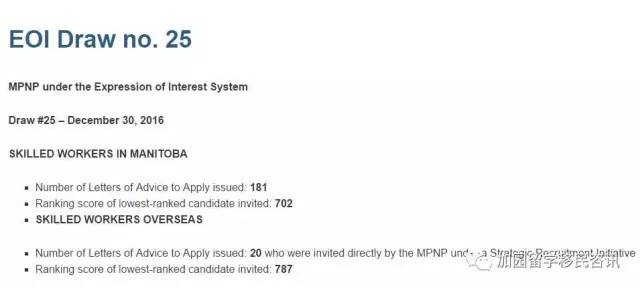 EOI Draw no. 25
MPNP under the Expression of Interest System
Draw #25 – December 30, 2016
SKILLED WORKERS IN MANITOBA
▪ Number of Letters of Advice to Apply issued: 181
▪ Ranking score of lowest-ranked candidate invited: 702
▪ SKILLED WORKERS OVERSEAS
▪ Number of Letters of Advice to Apply issued: 20 who were invited directly by the MPNP under a Strategic Recruitment Initiative
▪ Ranking score of lowest-ranked candidate invited: 787
加园留学移民咨讯